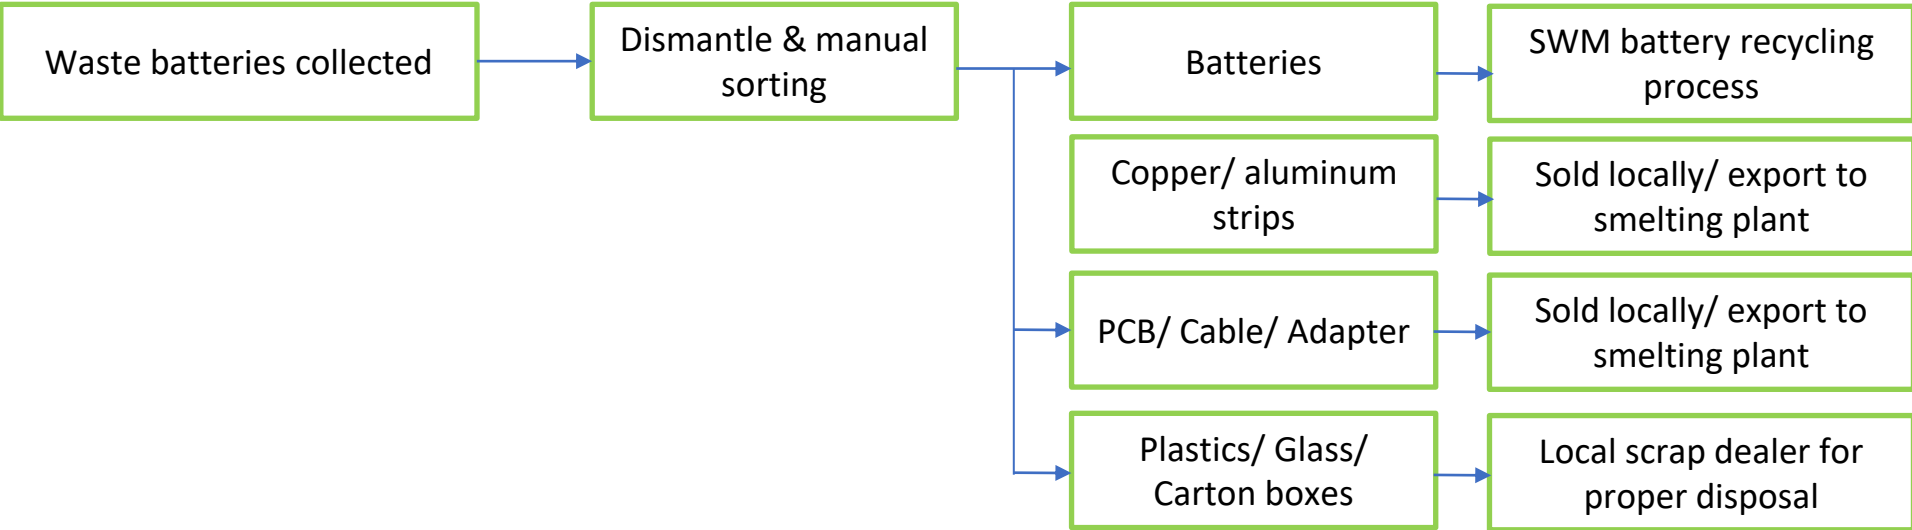 Waste batteries collected
Dismantle & manual
sorting
Batteries
SWM battery recycling
process
Copper/ aluminum
strips
Sold locally/ export to
smelting plant
PCB/ Cable/ Adapter
Sold locally/ export to
smelting plant
Plastics/ Glass/
Carton boxes
Local scrap dealer for
proper disposal